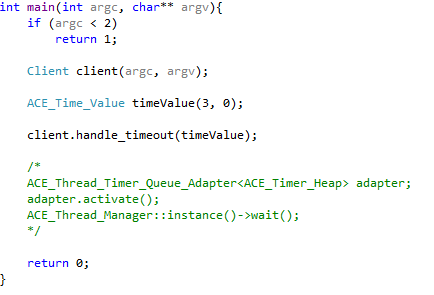 int main(int argc, char** argv){
    if (argc < 2)
        return 1;

    Client client(argc, argv);

    ACE_Time_Value timeValue(3, 0);

    client.handle_timeout(timeValue);

    /*
    ACE_Thread_Timer_Queue_Adapter<ACE_Timer_Heap> adapter;
    adapter.activate();
    ACE_Thread_Manager::instance()->wait();
    */

    return 0;
}